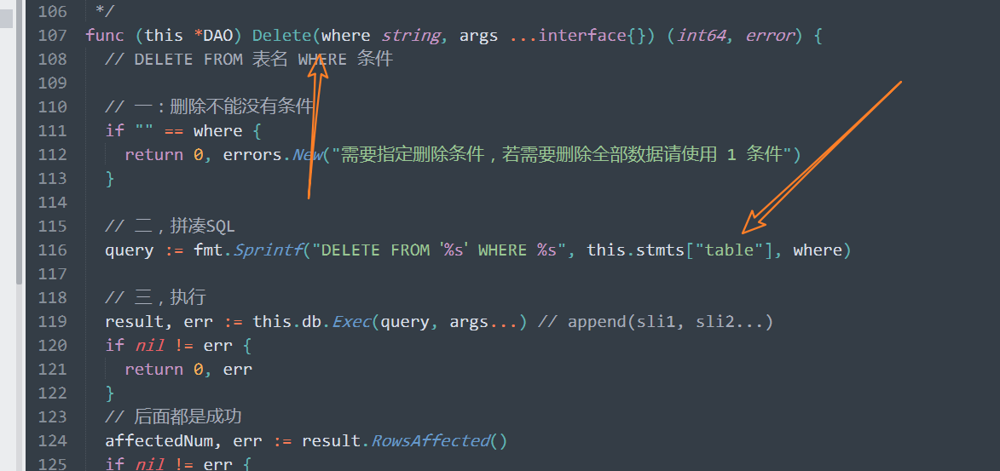 106 */
107 func (this *DAO) Delete(where string, args ...interface{}) (int64, error) {
108 // DELETE FROM 表名 WHERE 条件
109
110 // 一：删除不能没有条件
111 if "" == where {
112 return 0, errors.New("需要指定删除条件，若需要删除全部数据请使用 1 条件")
113 }
114
115 // 二，拼凑SQL
116 query := fmt.Sprintf("DELETE FROM '%s' WHERE %s", this.stmts["table"], where)
117
118 // 三，执行
119 result, err := this.db.Exec(query, args...) // append(sli1, sli2...)
120 if nil != err {
121 return 0, err
122 }
123 // 后面都是成功
124 affectedNum, err := result.RowsAffected()
125 if nil != err {